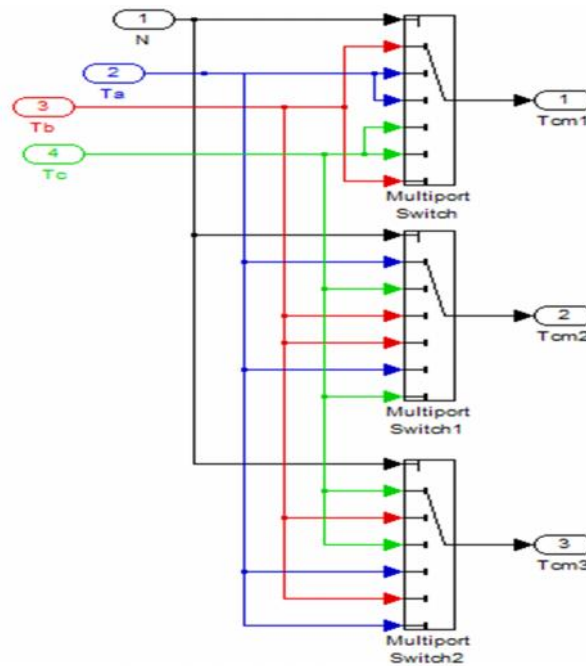 1
N
2
Ta
3
Tb
4
Tc
Multiport
Switch
1
Tcm1
Multiport
Switch1
2
Tcm2
Multiport
Switch2
3
Tcm3